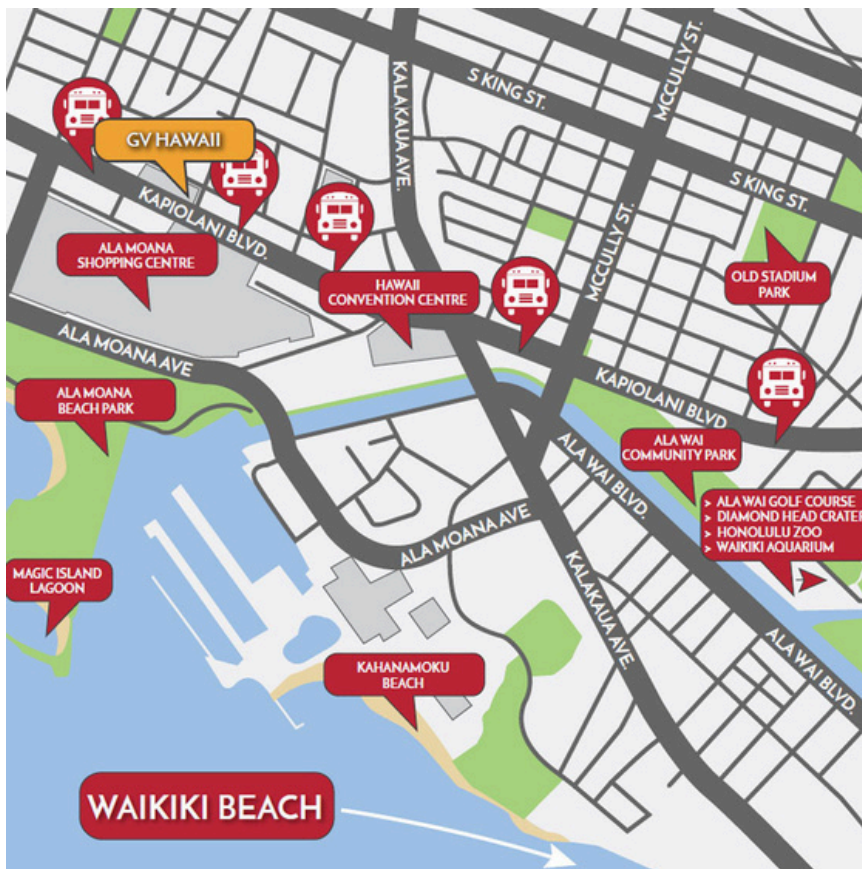 KALAKAUA AVE.
S KING ST.
MCCULLY ST.
GV HAWAII
KAPIOLANI BLVD.
S KING ST.
ALA MOANA
SHOPPING CENTRE
HAWAII
CONVENTION CENTRE
MCCULLY ST.
OLD STADIUM
PARK
ALA MOANA AVE
KAPIOLANI BLVD
ALA MOANA
BEACH PARK
ALA WAI
COMMUNITY PARK
ALA WAI BLVD.
> ALA WAI GOLF COURSE
> DIAMOND HEAD CRATER
> HONOLULU ZOO
> WAIKIKI AQUARIUM
ALA MOANA AVE
MAGIC ISLAND
LAGOON
KALAKAUA AVE.
ALA WAI BLVD.
KAHANAMOKU
BEACH
WAIKIKI BEACH